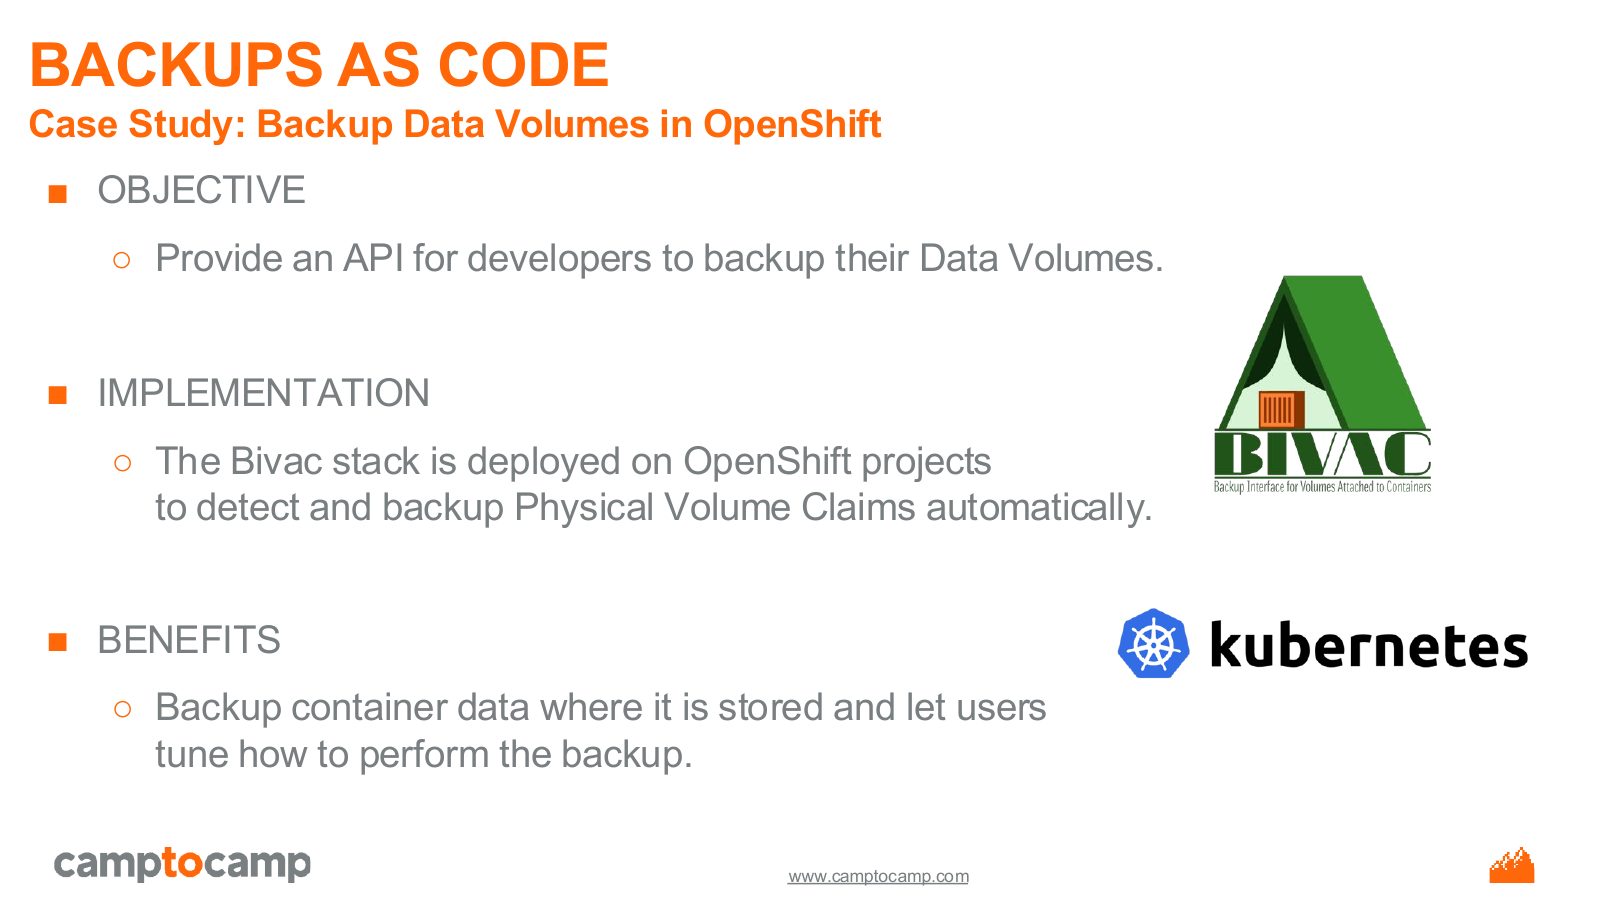 BACKUPS AS CODE
Case Study: Backup Data Volumes in OpenShift
■ OBJECTIVE
○ Provide an API for developers to backup their Data Volumes.
■ IMPLEMENTATION
○ The Bivac stack is deployed on OpenShift projects
to detect and backup Physical Volume Claims automatically.
BIVAC
Backup Interface for Volumes Attached to Containers
■ BENEFITS
○ Backup container data where it is stored and let users
tune how to perform the backup.
kubernetes
camptocamp
www.camptocamp.com